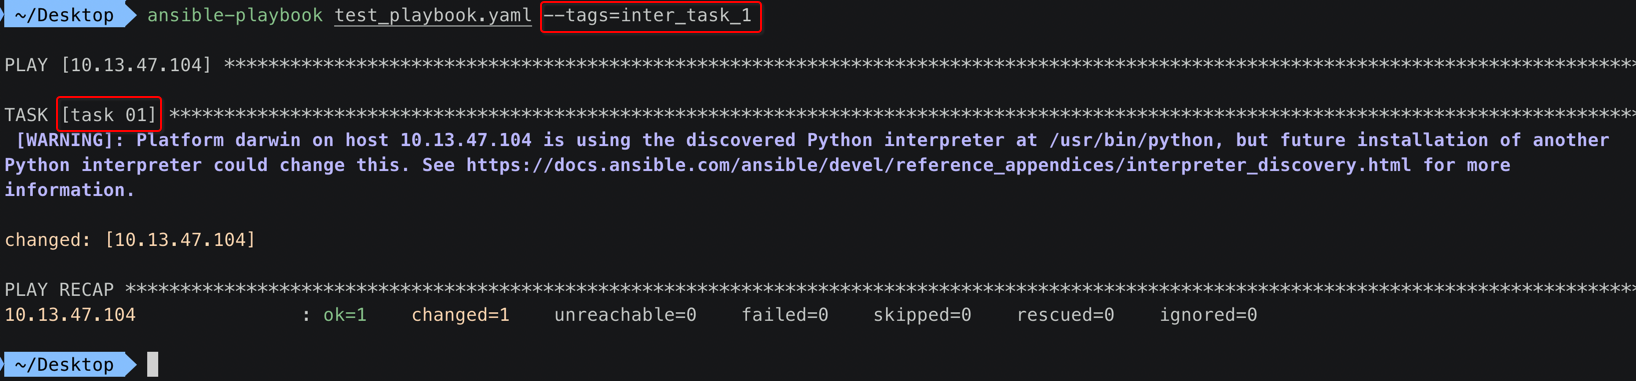 ~/Desktop ansible-playbook test_playbook.yaml --tags=inter_task_1
PLAY [10.13.47.104] *********************************************************************************************************************************
TASK [task 01] **************************************************************************************************************************************
[WARNING]: Platform darwin on host 10.13.47.104 is using the discovered Python interpreter at /usr/bin/python, but future installation of another
Python interpreter could change this. See https://docs.ansible.com/ansible/devel/reference_appendices/interpreter_discovery.html for more
information.
changed: [10.13.47.104]
PLAY RECAP ******************************************************************************************************************************************
10.13.47.104 : ok=1 changed=1 unreachable=0 failed=0 skipped=0 rescued=0 ignored=0
~/Desktop